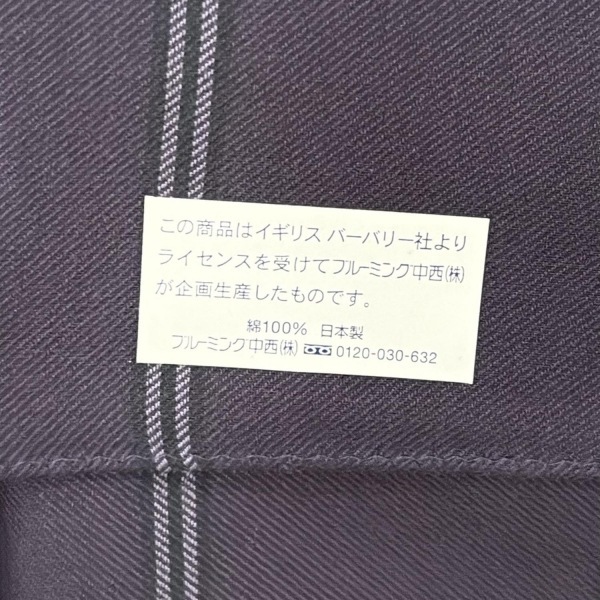 この商品はイギリス バーバリー社より
ライセンスを受けてブルーミング中西㈱
が企画生産したものです。
綿100% 日本製
ブルーミング中西㈱ 0120-030-632